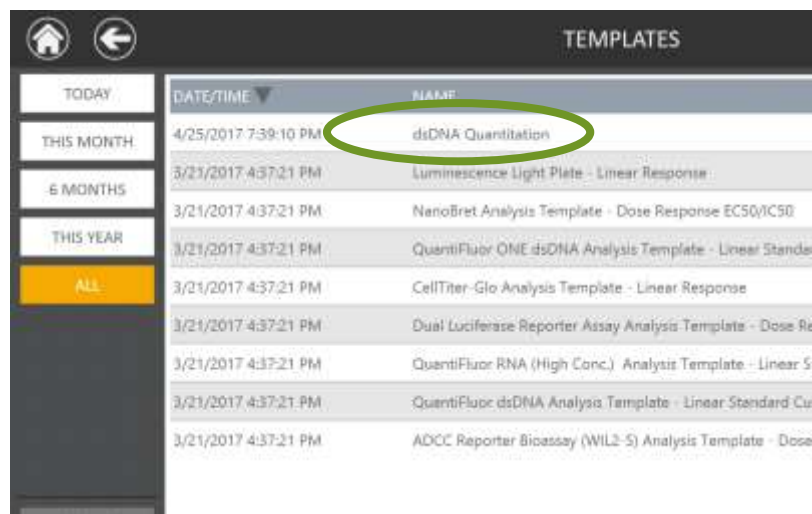 TEMPLATES
TODAY
THIS MONTH
6 MONTHS
THIS YEAR
ALL
DATE/TIME NAME
4/25/2017 7:39:10 PM dsDNA Quantitation
3/21/2017 4:37:21 PM Luminescence Light Plate - Linear Response
3/21/2017 4:37:21 PM NanoBret Analysis Template - Dose Response EC50/IC50
3/21/2017 4:37:21 PM QuantiFluor ONE dsDNA Analysis Template - Linear Standa
3/21/2017 4:37:21 PM CellTiter-Glo Analysis Template - Linear Response
3/21/2017 4:37:21 PM Dual Luciferase Reporter Assay Analysis Template - Dose Re
3/21/2017 4:37:21 PM QuantiFluor RNA (High Conc.) Analysis Template - Linear S
3/21/2017 4:37:21 PM QuantiFluor dsDNA Analysis Template - Linear Standard Cu
3/21/2017 4:37:21 PM ADCC Reporter Bioassay (WIL2-S) Analysis Template - Dose